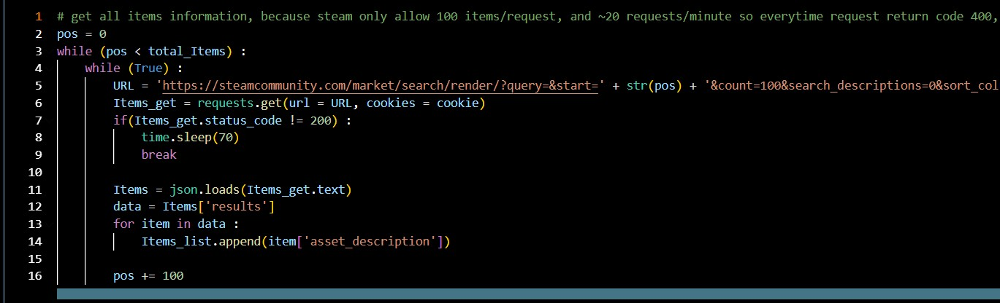 1 # get all items information, because steam only allow 100 items/request, and ~20 requests/minute so everytime request return code 400,
2 pos = 0
3 while (pos < total_Items) :
4 while (True) :
5 URL = 'https://steamcommunity.com/market/search/render/?query=&start=' + str(pos) + '&count=100&search_descriptions=0&sort_col
6 Items_get = requests.get(url = URL, cookies = cookie)
7 if(Items_get.status_code != 200) :
8 time.sleep(70)
9 break
10
11 Items = json.loads(Items_get.text)
12 data = Items['results']
13 for item in data :
14 Items_list.append(item['asset_description'])
15
16 pos += 100